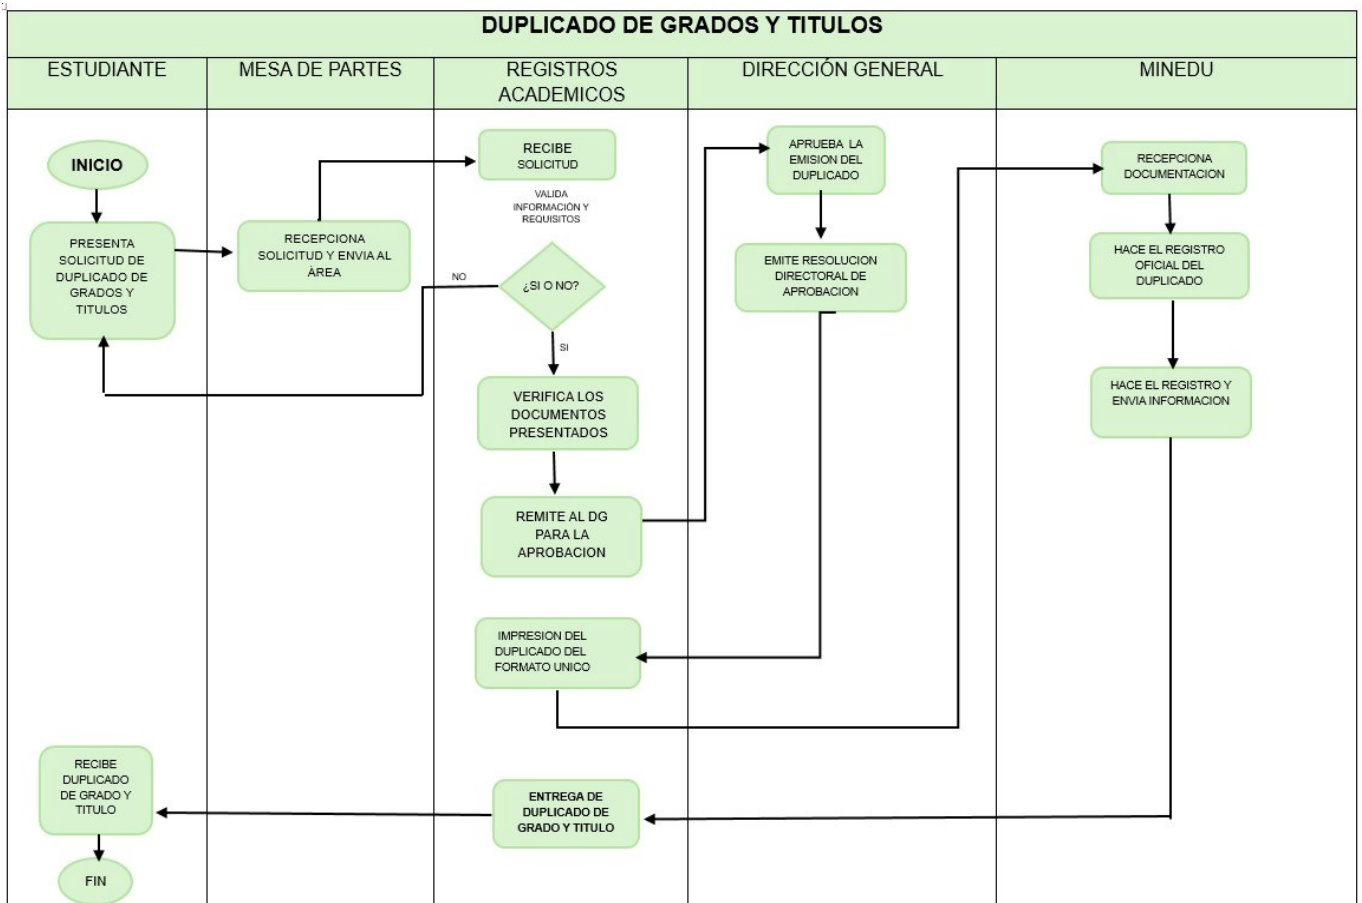 DUPLICADO DE GRADOS Y TITULOS
ESTUDIANTE
MESA DE PARTES
REGISTROS
ACADEMICOS
DIRECCIÓN GENERAL
MINEDU
INICIO
PRESENTA
SOLICITUD DE
DUPLICADO DE
GRADOS Y
TITULOS
RECEPCIONA
SOLICITUD Y ENVIA AL
ÁREA
RECIBE
SOLICITUD
VALIDA
INFORMACIÓN Y
REQUISITOS
¿SI O NO?
NO
SI
VERIFICA LOS
DOCUMENTOS
PRESENTADOS
REMITE AL DG
PARA LA
APROBACION
APRUEBA LA
EMISION DEL
DUPLICADO
EMITE RESOLUCION
DIRECTORAL DE
APROBACION
IMPRESION DEL
DUPLICADO DEL
FORMATO UNICO
RECEPCIONA
DOCUMENTACION
HACE EL REGISTRO
OFICIAL DEL
DUPLICADO
HACE EL REGISTRO Y
ENVIA INFORMACION
ENTREGA DE
DUPLICADO DE
GRADO Y TITULO
RECIBE
DUPLICADO
DE GRADO Y
TITULO
FIN